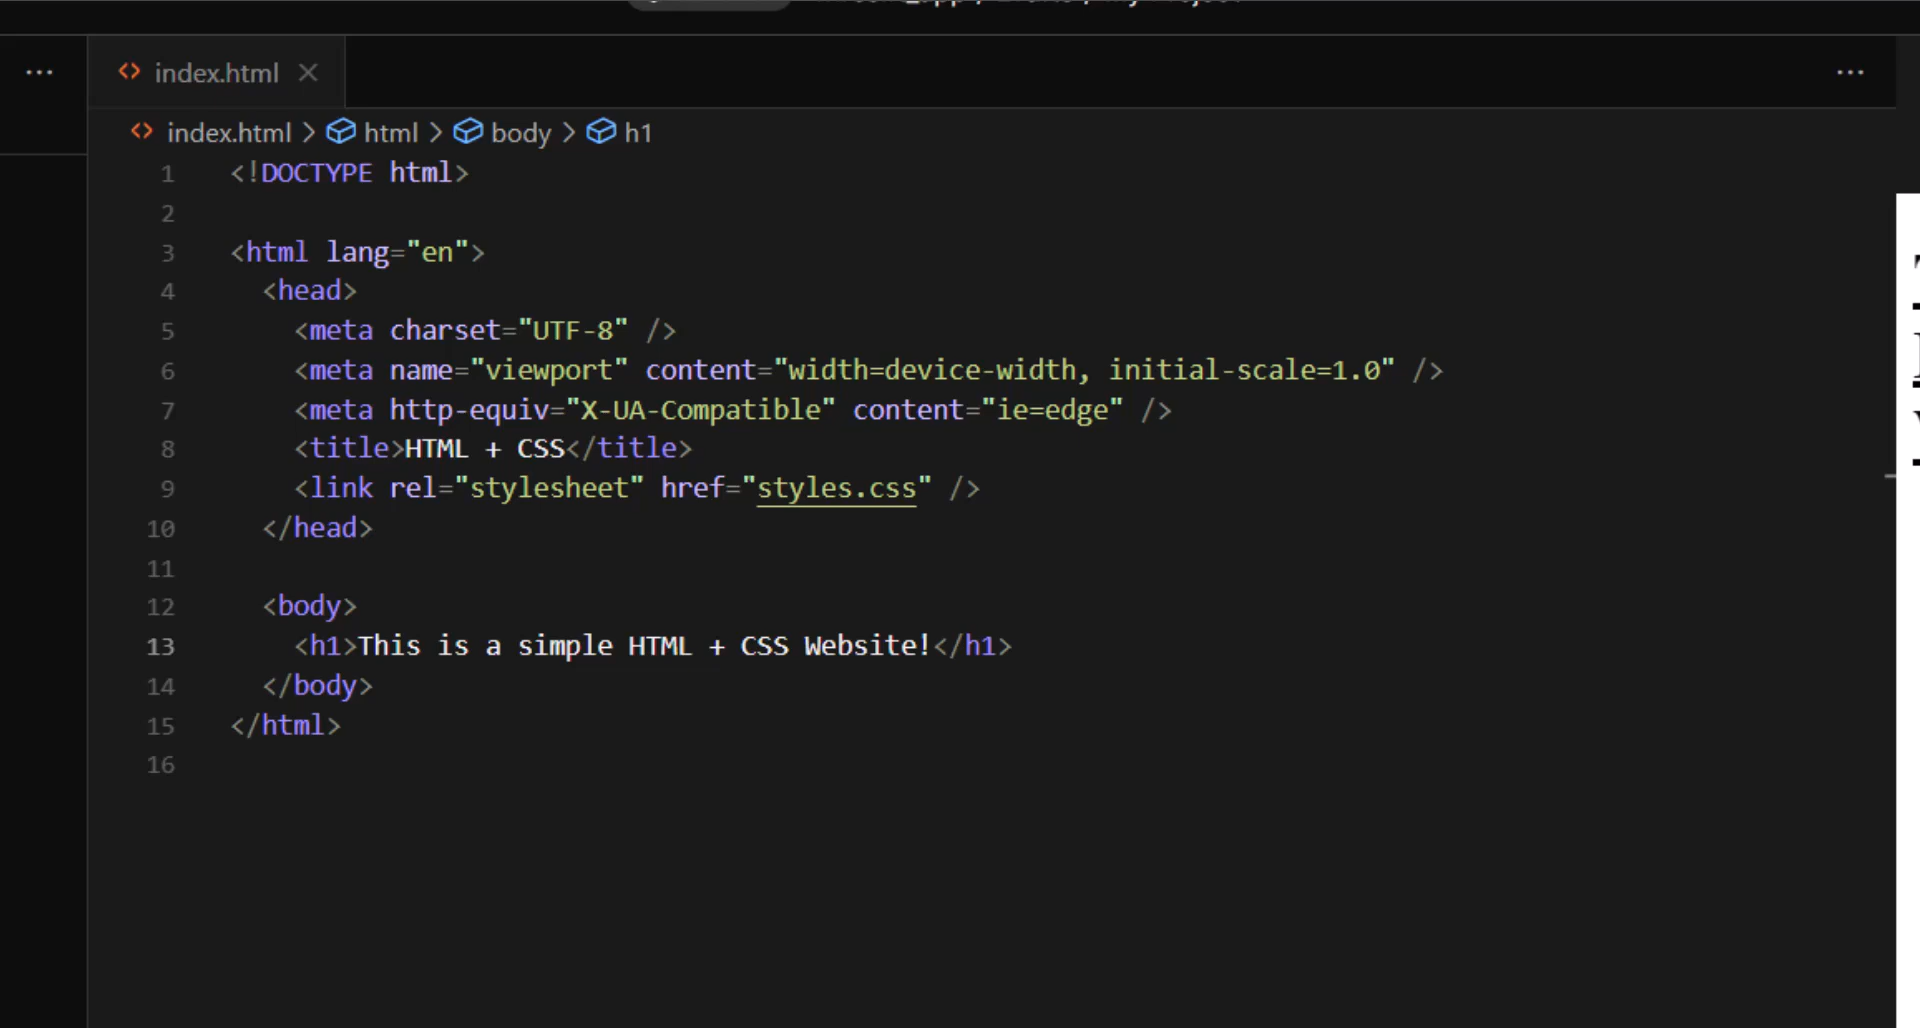 index.html
index.html > html > body > h1
1 <!DOCTYPE html>
2
3 <html lang="en">
4   <head>
5     <meta charset="UTF-8" />
6     <meta name="viewport" content="width=device-width, initial-scale=1.0" />
7     <meta http-equiv="X-UA-Compatible" content="ie=edge" />
8     <title>HTML + CSS</title>
9     <link rel="stylesheet" href="styles.css" />
10   </head>
11
12   <body>
13     <h1>This is a simple HTML + CSS Website!</h1>
14   </body>
15 </html>
16